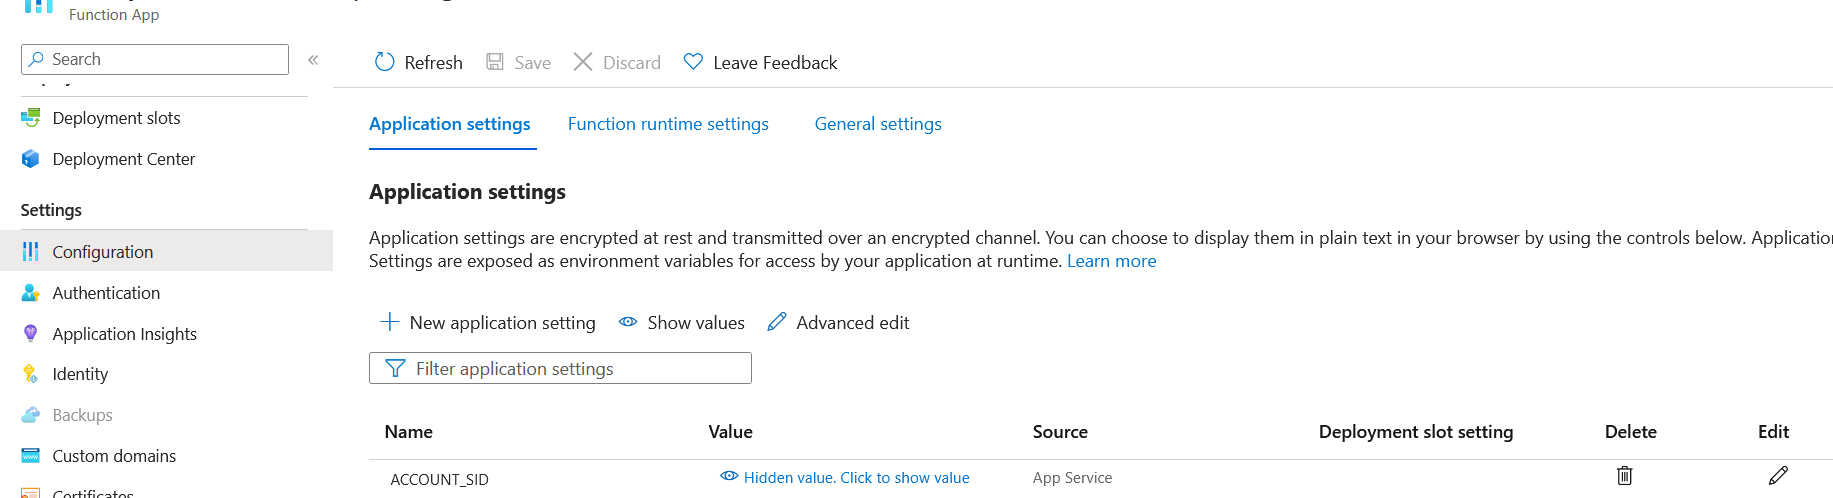 Function App
Search
«
Refresh
Save
Discard
Leave Feedback
Deployment slots
Deployment Center
Settings
Configuration
Authentication
Application Insights
Identity
Backups
Custom domains
Certificates
Application settings
Function runtime settings
General settings
Application settings
Application settings are encrypted at rest and transmitted over an encrypted channel. You can choose to display them in plain text in your browser by using the controls below. Applicatio
Settings are exposed as environment variables for access by your application at runtime. Learn more
New application setting
Show values
Advanced edit
Filter application settings
Name Value Source Deployment slot setting Delete Edit
ACCOUNT_SID Hidden value. Click to show value App Service